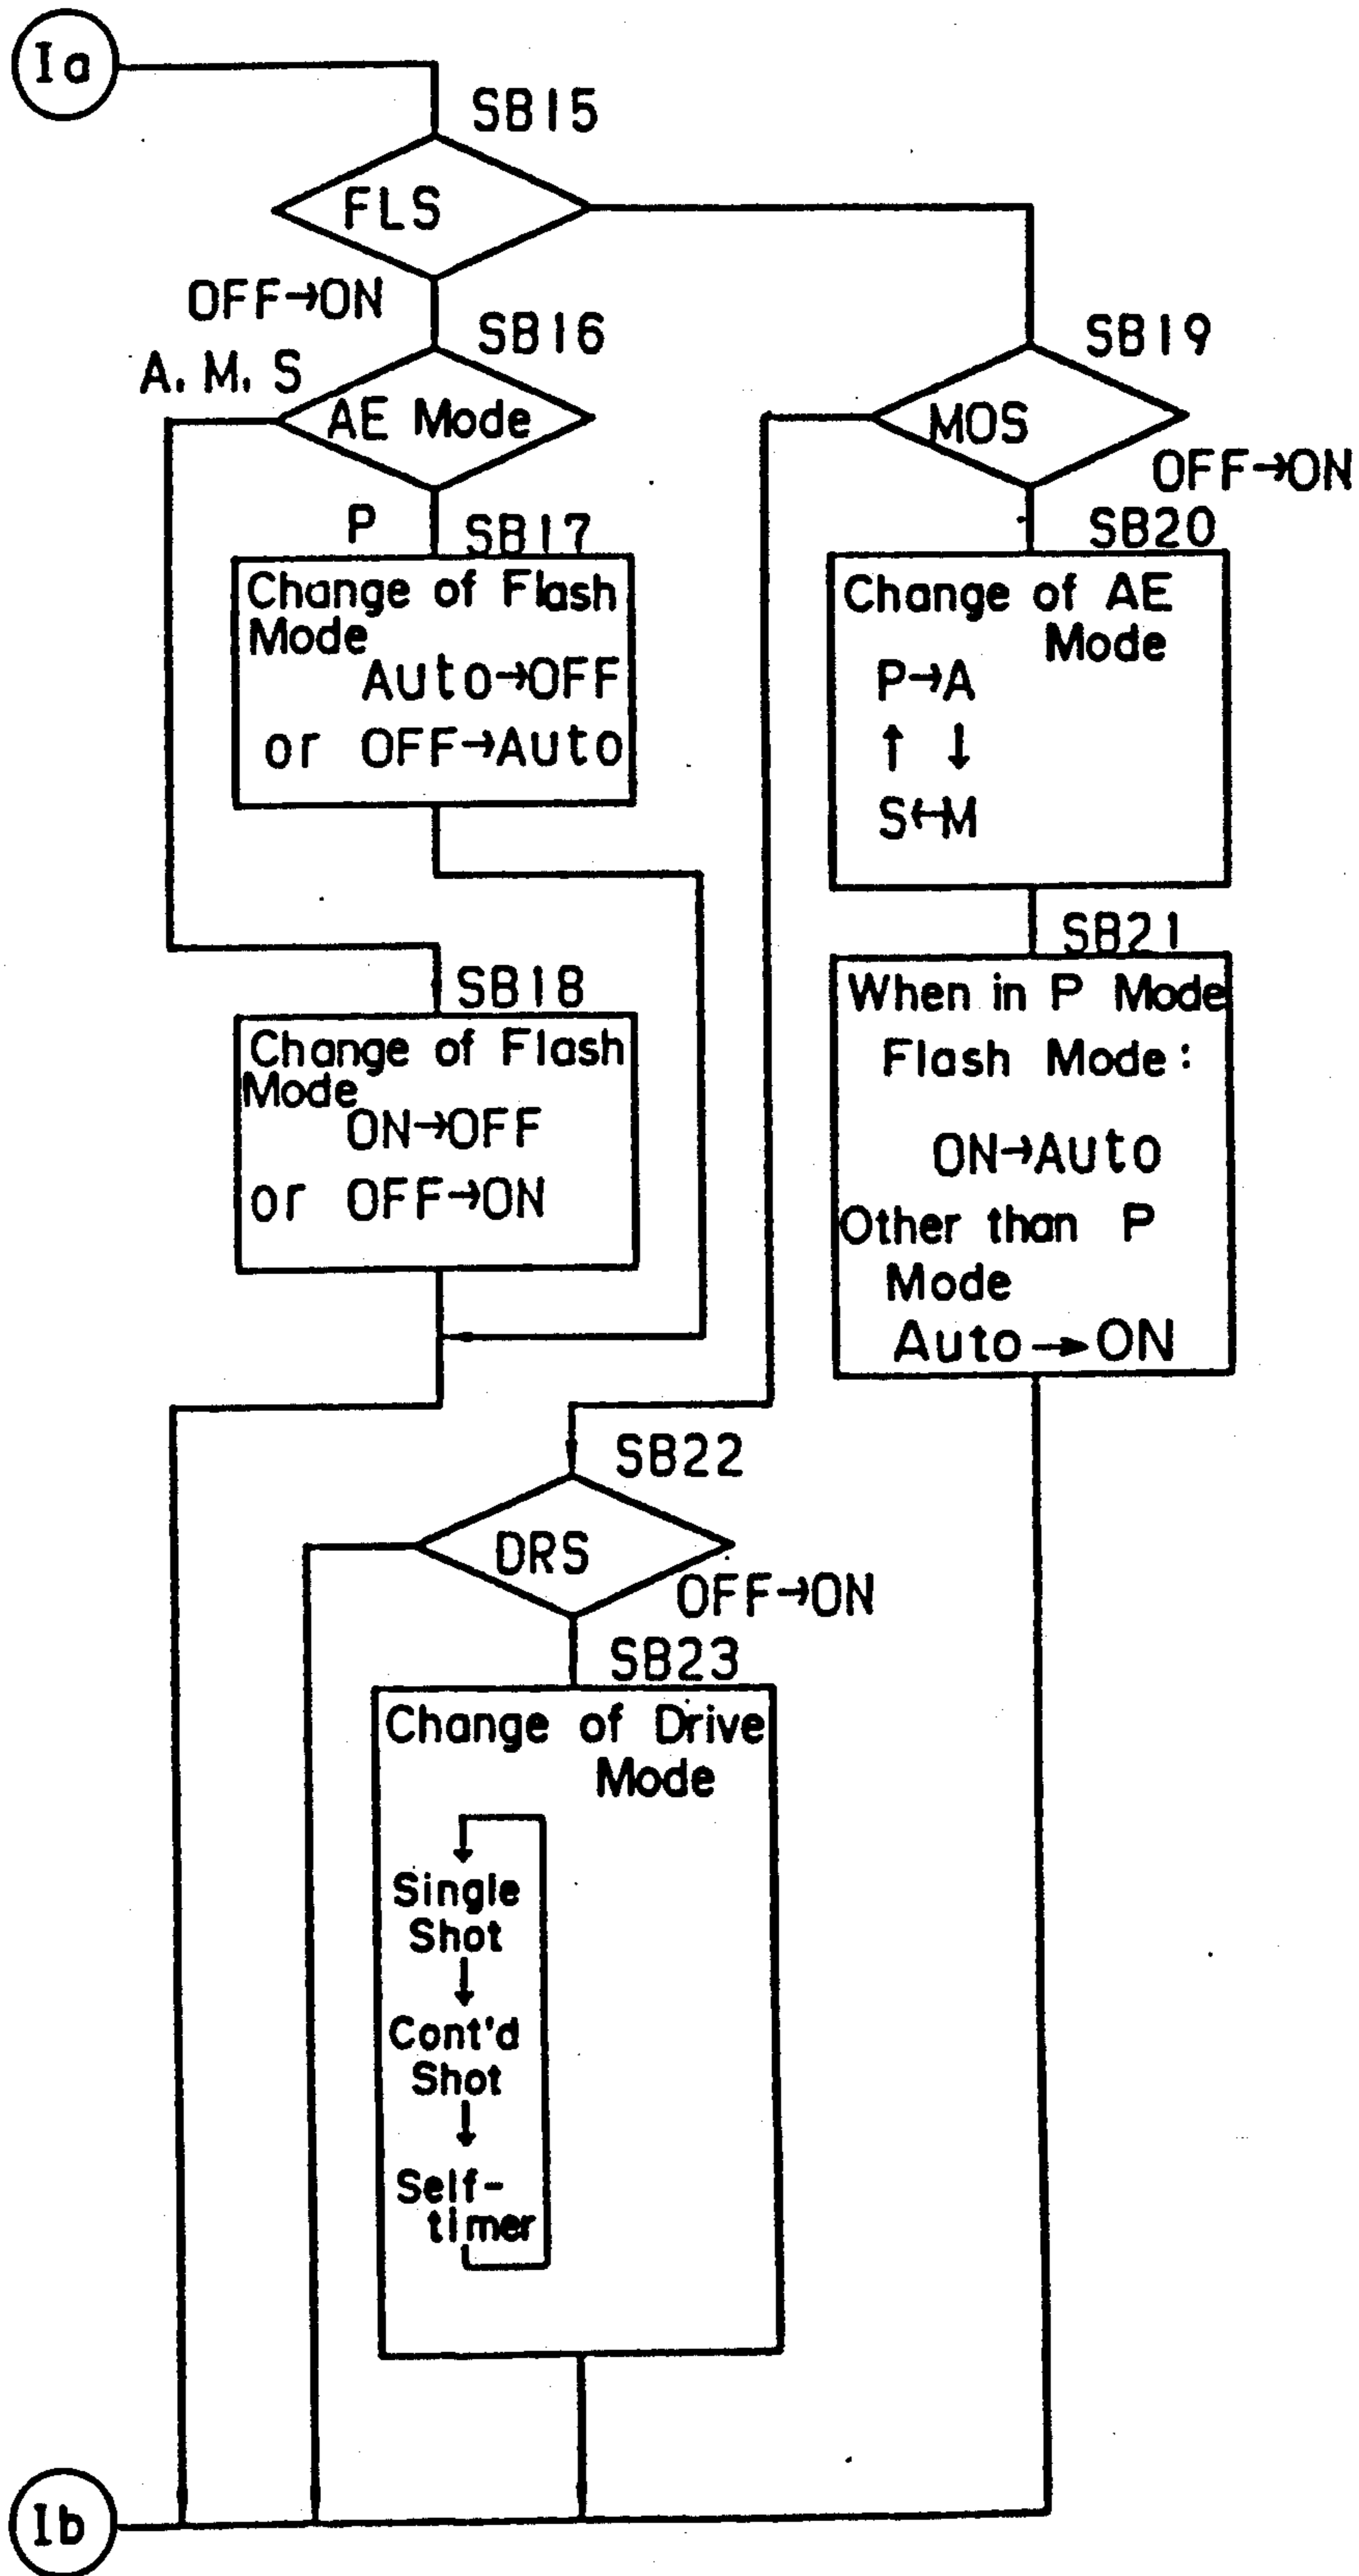 Ia
SB15
FLS
OFF→ON
SB16
A. M. S
AE Mode
P
SB17
Change of Flash
Mode
Auto→OFF
or OFF→Auto
SB18
Change of Flash
Mode
ON→OFF
or OFF→ON
SB19
MOS
OFF→ON
SB20
Change of AE
Mode
P→A
↑ ↓
S←M
SB21
When in P Mode
Flash Mode:
ON→Auto
Other than P
Mode
Auto→ON
SB22
DRS
OFF→ON
SB23
Change of Drive
Mode
Single
Shot
Cont'd
Shot
Self-
timer
Ib